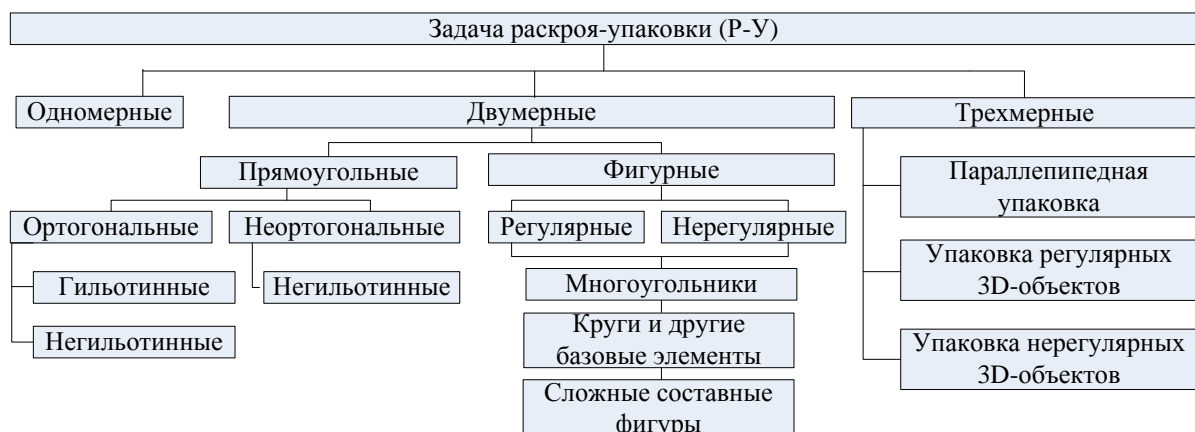 Задача раскроя-упаковки (Р-У)
Одномерные
Двумерные
Трехмерные
Прямоугольные
Фигурные
Параллепипедная
упаковка
Ортогональные
Неортогональные
Регулярные
Нерегулярные
Упаковка регулярных
3D-объектов
Гильотинные
Негильотинные
Многоугольники
Негильотинные
Круги и другие
базовые элементы
Упаковка нерегулярных
3D-объектов
Сложные составные
фигуры